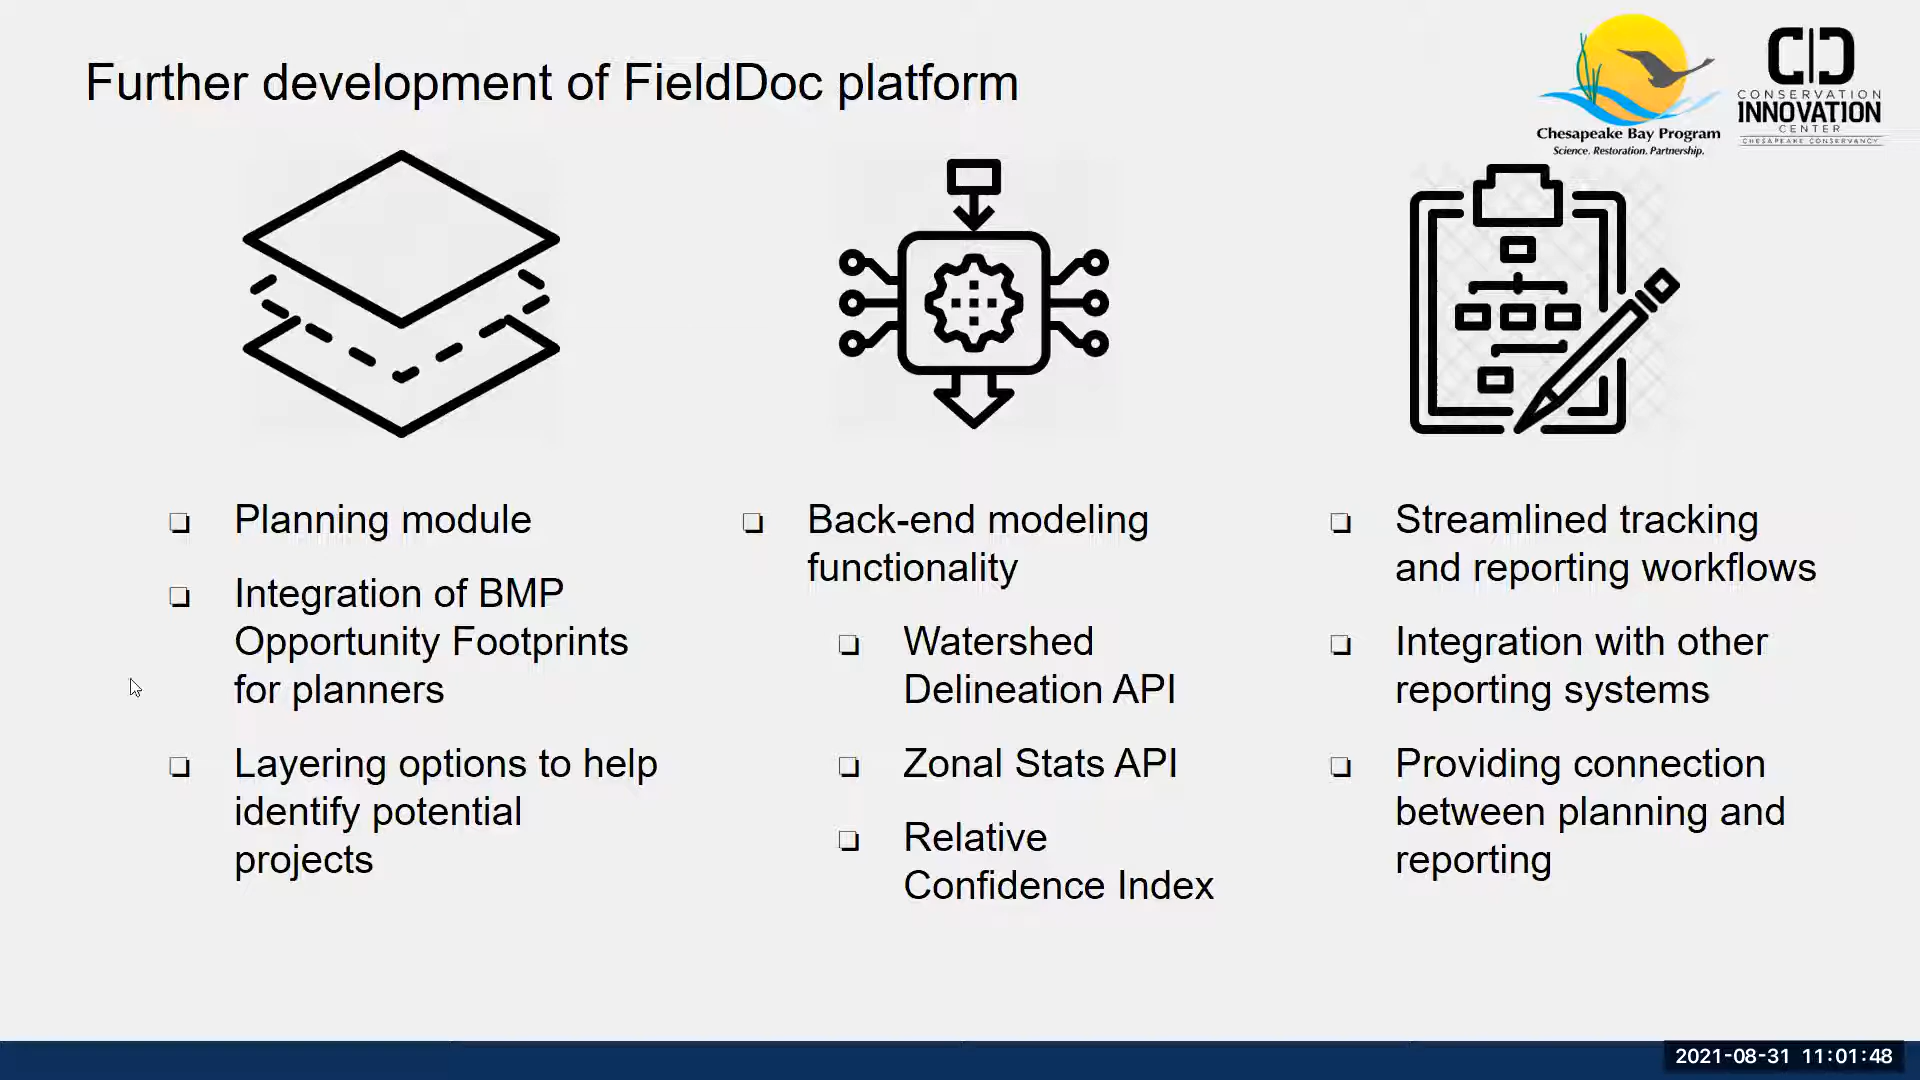 Further development of FieldDoc platform
Chesapeake Bay Program
Science. Restoration. Partnership.
CONSERVATION
INNOVATION
CENTER
CHESAPEAKE CONSERVANCY
Planning module
Integration of BMP
Opportunity Footprints
for planners
Layering options to help
identify potential
projects
Back-end modeling
functionality
Watershed
Delineation API
Zonal Stats API
Relative
Confidence Index
Streamlined tracking
and reporting workflows
Integration with other
reporting systems
Providing connection
between planning and
reporting
2021-08-31 11:01:48